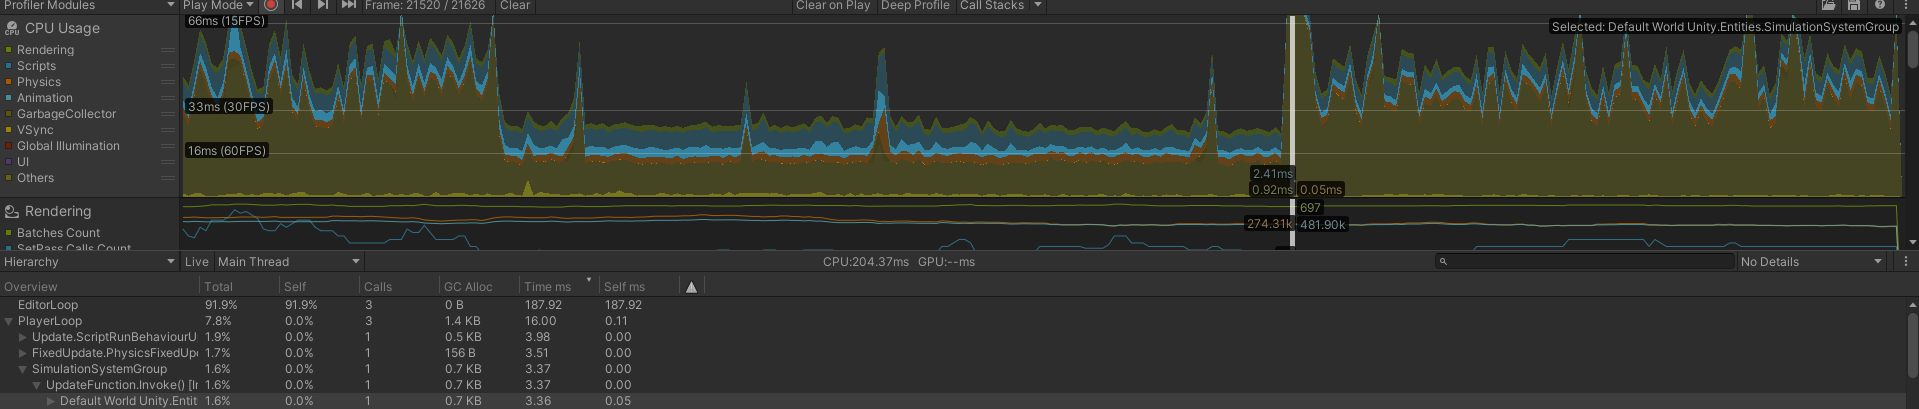 Profiler Modules Play Mode Frame: 21520 / 21626 Clear Clear on Play Deep Profile Call Stacks
CPU Usage
Rendering
Scripts
Physics
Animation
GarbageCollector
VSync
Global Illumination
UI
Others
66ms (15FPS)
33ms (30FPS)
16ms (60FPS)
Selected: Default World Unity.Entities.SimulationSystemGroup
2.41ms
0.92ms 0.05ms
Rendering
Batches Count
SetPass Calls Count
697
274.31k 481.90k
Hierarchy Live Main Thread CPU:204.37ms GPU:--ms No Details
Overview Total Self Calls GC Alloc Time ms Self ms
EditorLoop 91.9% 91.9% 3 0 B 187.92 187.92
PlayerLoop 7.8% 0.0% 3 1.4 KB 16.00 0.11
Update.ScriptRunBehaviourU 1.9% 0.0% 1 0.5 KB 3.98 0.00
FixedUpdate.PhysicsFixedUp 1.7% 0.0% 1 156 B 3.51 0.00
SimulationSystemGroup 1.6% 0.0% 1 0.7 KB 3.37 0.00
UpdateFunction.Invoke() [I 1.6% 0.0% 1 0.7 KB 3.37 0.00
Default World Unity.Entit 1.6% 0.0% 1 0.7 KB 3.36 0.05